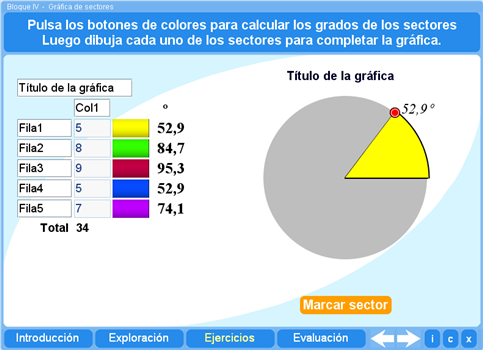 Bloque IV - Gráfica de sectores
Pulsa los botones de colores para calcular los grados de los sectores
Luego dibuja cada uno de los sectores para completar la gráfica.
Título de la gráfica
Título de la gráfica
Col1 º
Fila1 5 52,9
Fila2 8 84,7
Fila3 9 95,3
Fila4 5 52,9
Fila5 7 74,1
Total 34
52,9 º
Marcar sector
Introducción Exploración Ejercicios Evaluación i c x